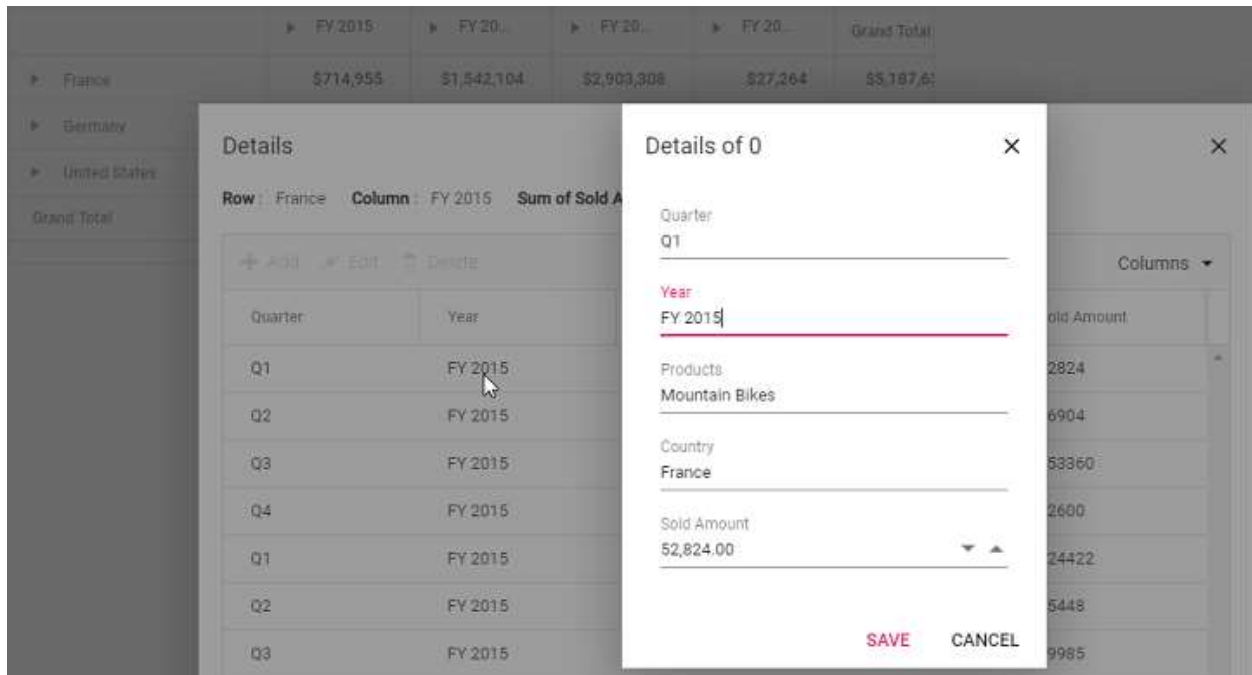 FY 2015 FY 20... FY 20... FY 20... Grand Total
France $714,955 $1,542,104 $2,903,308 $27,264 $5,187,6
Germany
United States
Grand Total
Details
Row : France Column : FY 2015 Sum of Sold A
Add Edit Delete
Columns
Quarter Year old Amount
Q1 FY 2015 2824
Q2 FY 2015 6904
Q3 FY 2015 53360
Q4 FY 2015 2600
Q1 FY 2015 24422
Q2 FY 2015 5448
Q3 FY 2015 9985
Details of 0
Quarter
Q1
Year
FY 2015
Products
Mountain Bikes
Country
France
Sold Amount
52,824.00
SAVE CANCEL